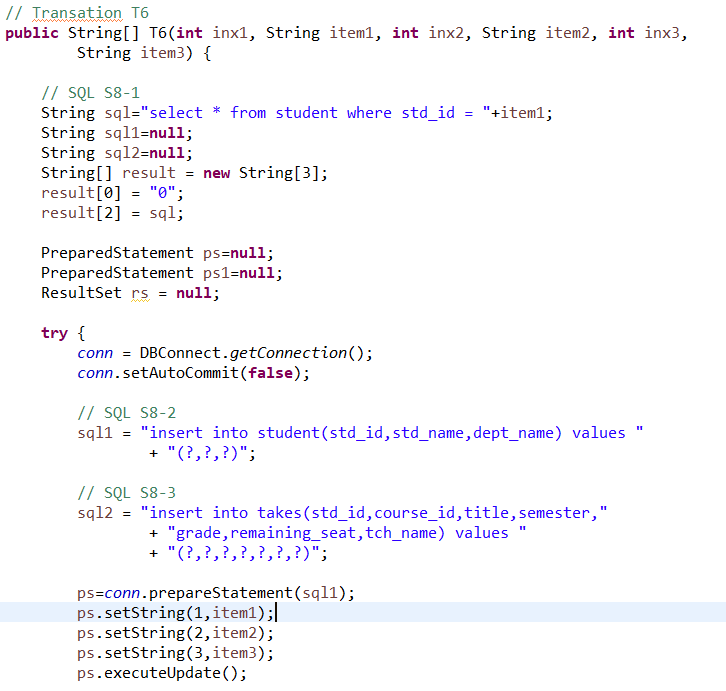 // Transation T6
public String[] T6(int inx1, String item1, int inx2, String item2, int inx3,
String item3) {
// SQL S8-1
String sql="select * from student where std_id = "+item1;
String sql1=null;
String sql2=null;
String[] result = new String[3];
result[0] = "0";
result[2] = sql;
PreparedStatement ps=null;
PreparedStatement ps1=null;
ResultSet rs = null;
try {
conn = DBConnect.getConnection();
conn.setAutoCommit(false);
// SQL S8-2
sql1 = "insert into student(std_id,std_name,dept_name) values "
+ "(?,?,?)";
// SQL S8-3
sql2 = "insert into takes(std_id,course_id,title,semester,"
+ "grade,remaining_seat,tch_name) values "
+ "(?,?,?,?,?,?,?)";
ps=conn.prepareStatement(sql1);
ps.setString(1,item1);
ps.setString(2,item2);
ps.setString(3,item3);
ps.executeUpdate();